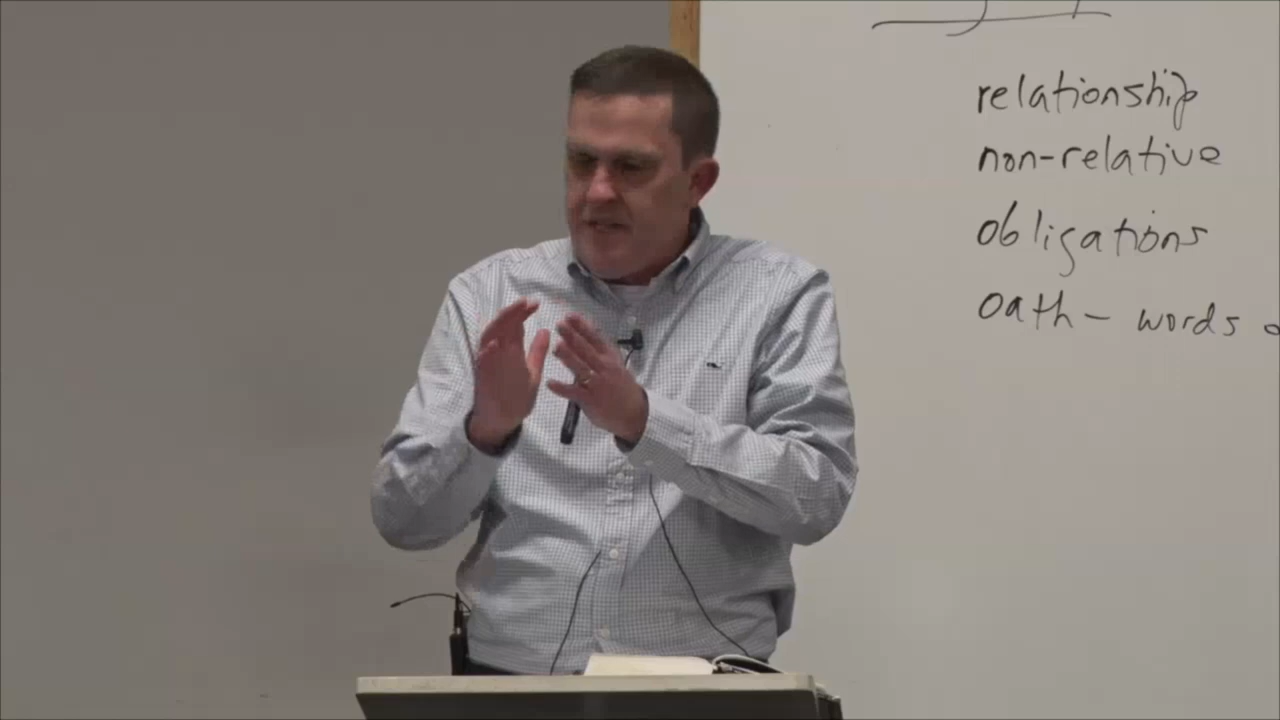 relationship
non-relative
obligations
oath - words